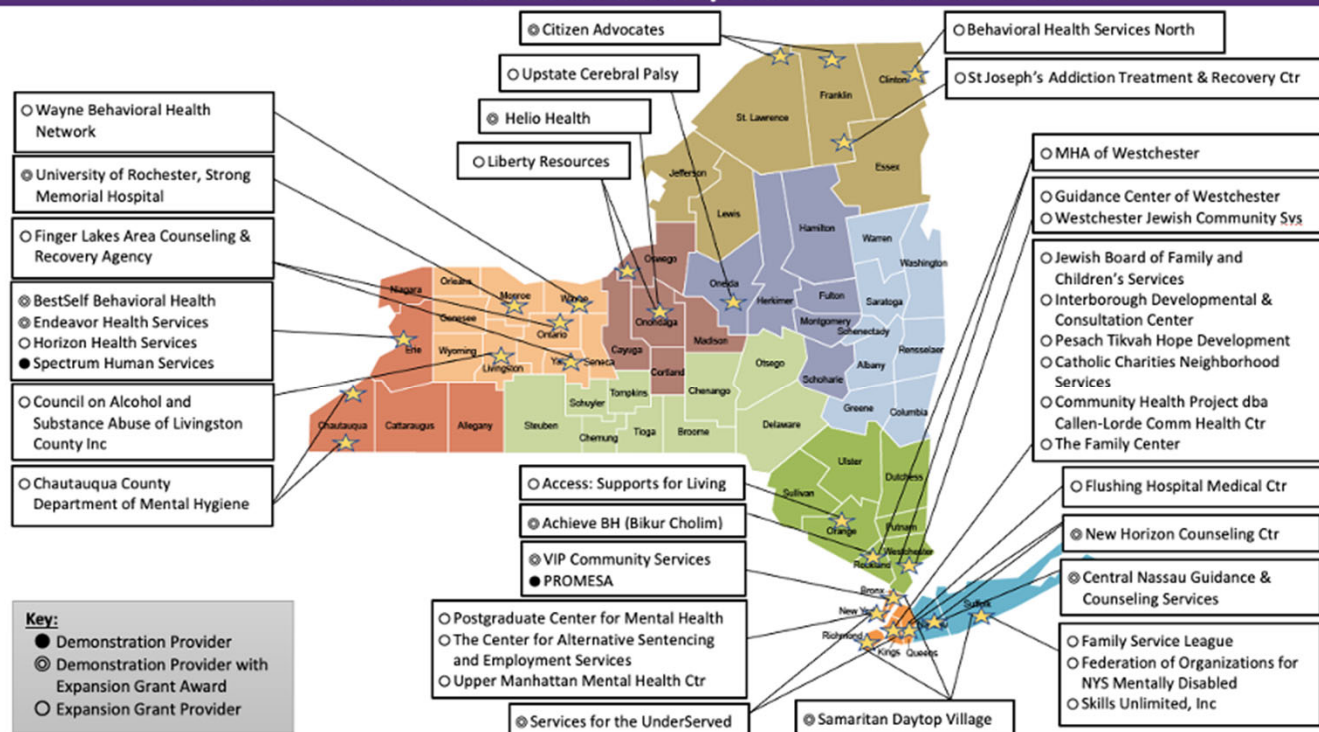 ◎ Citizen Advocates
○ Behavioral Health Services North
○ Upstate Cerebral Palsy
○ St Joseph's Addiction Treatment & Recovery Ctr
◎ Helio Health
○ Liberty Resources
○ Wayne Behavioral Health
Network
◎ University of Rochester, Strong
Memorial Hospital
○ Finger Lakes Area Counseling &
Recovery Agency
◎ BestSelf Behavioral Health
◎ Endeavor Health Services
○ Horizon Health Services
● Spectrum Human Services
○ Council on Alcohol and
Substance Abuse of Livingston
County Inc
○ Chautauqua County
Department of Mental Hygiene
Key:
● Demonstration Provider
◎ Demonstration Provider with
Expansion Grant Award
○ Expansion Grant Provider
Clinton
Franklin
St. Lawrence
Essex
Jefferson
Lewis
Hamilton
Warren
Washington
Oswego
Oneida
Herkimer
Fulton
Saratoga
Montgomery
Schenectady
Rensselaer
Albany
Schoharie
Greene
Columbia
Niagara
Orleans
Monroe
Wayne
Genesee
Ontario
Onondaga
Madison
Erie
Wyoming
Livingston
Seneca
Cayuga
Cortland
Otsego
Chenango
Tompkins
Schuyler
Chautauqua
Cattaraugus
Allegany
Steuben
Chemung
Tioga
Broome
Delaware
Ulster
Dutchess
Sullivan
Orange
Putnam
Westchester
Rockland
Bronx
New
Richmond
Kings
Queens
Suffolk
○ MHA of Westchester
○ Guidance Center of Westchester
○ Westchester Jewish Community Svs
○ Jewish Board of Family and
Children's Services
○ Interborough Developmental &
Consultation Center
○ Pesach Tikvah Hope Development
○ Catholic Charities Neighborhood
Services
○ Community Health Project dba
Callen-Lorde Comm Health Ctr
○ The Family Center
○ Flushing Hospital Medical Ctr
◎ New Horizon Counseling Ctr
◎ Central Nassau Guidance &
Counseling Services
○ Family Service League
○ Federation of Organizations for
NYS Mentally Disabled
○ Skills Unlimited, Inc
○ Access: Supports for Living
◎ Achieve BH (Bikur Cholim)
◎ VIP Community Services
● PROMESA
○ Postgraduate Center for Mental Health
○ The Center for Alternative Sentencing
and Employment Services
○ Upper Manhattan Mental Health Ctr
◎ Services for the UnderServed
◎ Samaritan Daytop Village